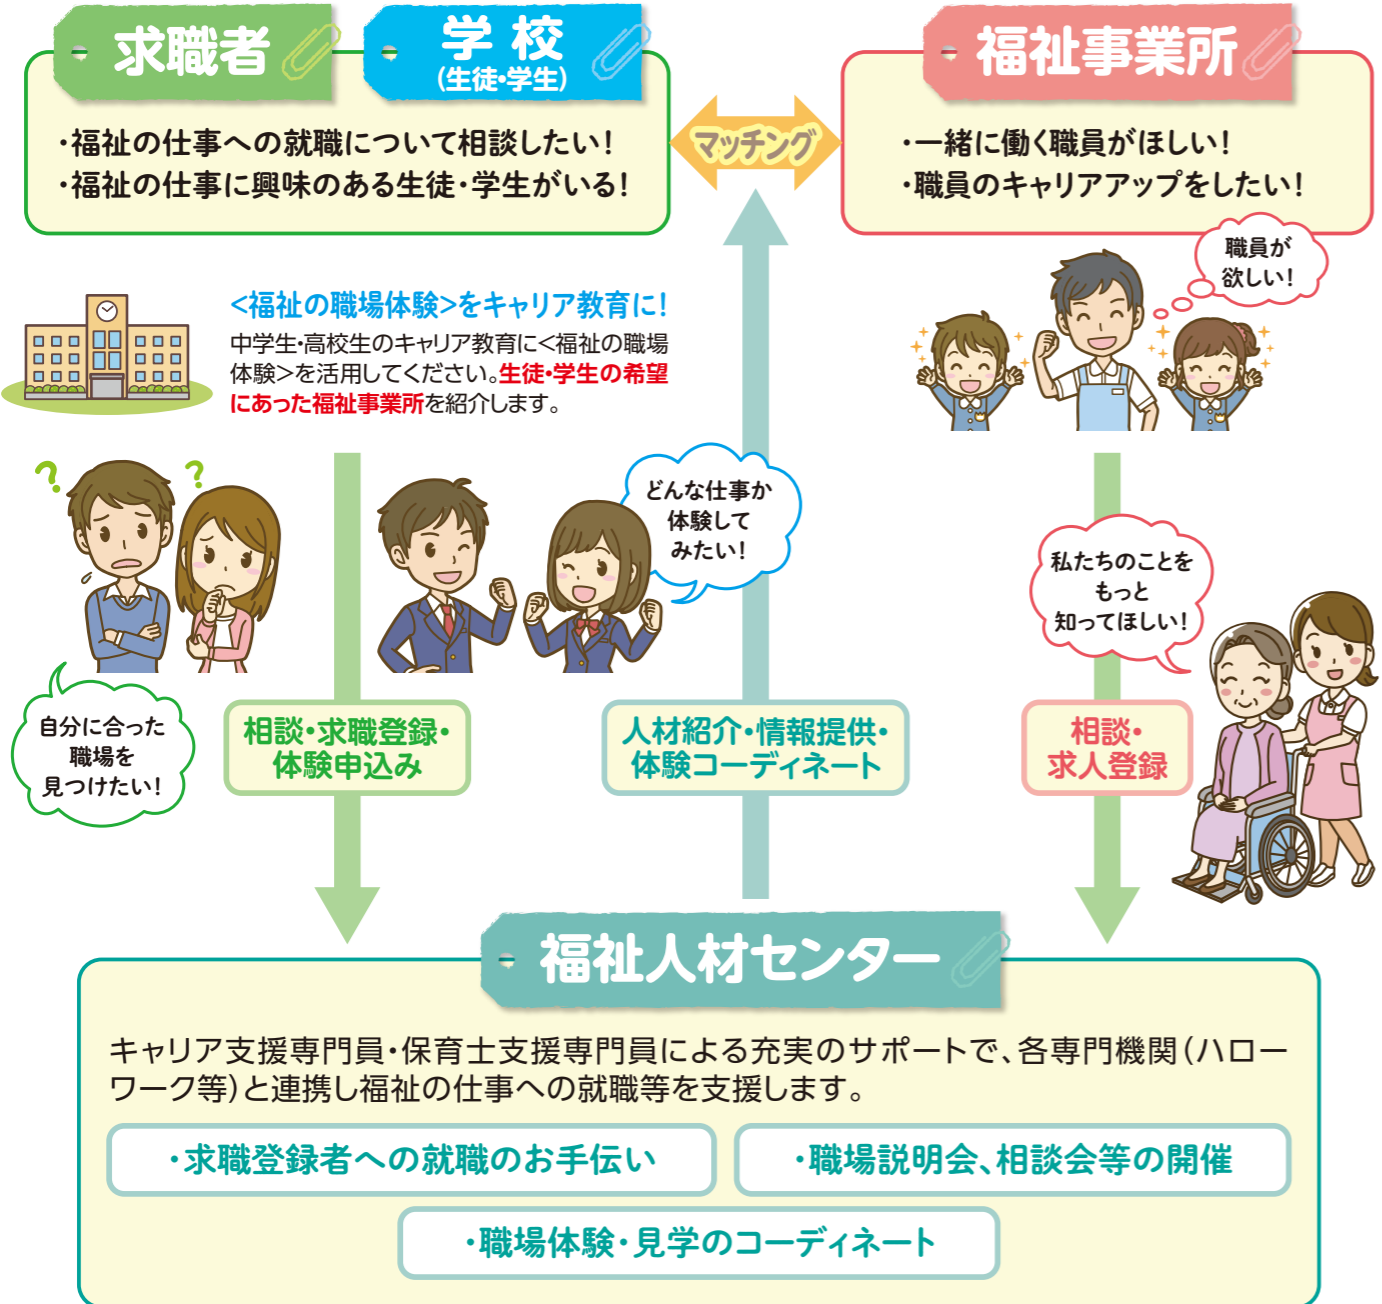 求職者
学校
(生徒・学生)
福祉事業所
・福祉の仕事への就職について相談したい！
・福祉の仕事に興味のある生徒・学生がいる！
マッチング
・一緒に働く職員がほしい！
・職員のキャリアアップをしたい！
職員が
欲しい！
<福祉の職場体験>をキャリア教育に！
中学生・高校生のキャリア教育に<福祉の職場
体験>を活用してください。生徒・学生の希望
にあった福祉事業所を紹介します。
?
?
どんな仕事か
体験して
みたい！
私たちのことを
もっと
知ってほしい！
自分に合った
職場を
見つけたい！
相談・求職登録・
体験申込み
人材紹介・情報提供・
体験コーディネート
相談・
求人登録
福祉人材センター
キャリア支援専門員・保育士支援専門員による充実のサポートで、各専門機関（ハロー
ワーク等）と連携し福祉の仕事への就職等を支援します。
・求職登録者への就職のお手伝い
・職場説明会、相談会等の開催
・職場体験・見学のコーディネート